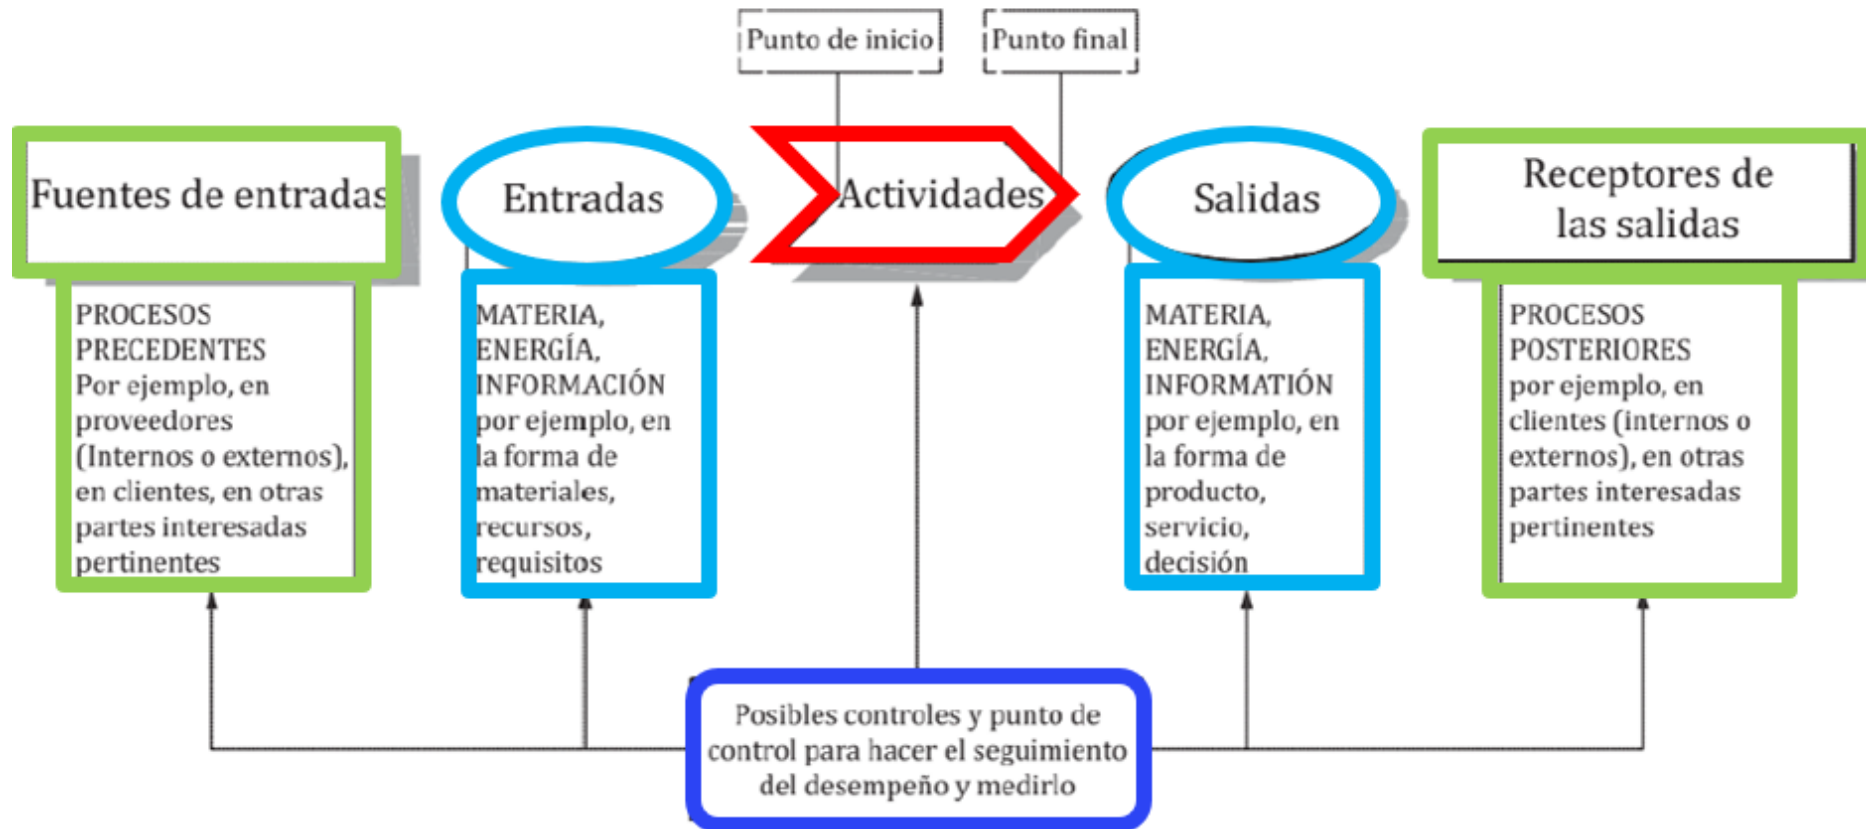 Punto de inicio
Punto final
Fuentes de entradas
Entradas
Actividades
Salidas
Receptores de
las salidas
PROCESOS
PRECEDENTES
Por ejemplo, en
proveedores
(Internos o externos),
en clientes, en otras
partes interesadas
pertinentes
MATERIA,
ENERGÍA,
INFORMACIÓN
por ejemplo, en
la forma de
materiales,
recursos,
requisitos
MATERIA,
ENERGÍA,
INFORMATIÓN
por ejemplo, en
la forma de
producto,
servicio,
decisión
PROCESOS
POSTERIORES
por ejemplo, en
clientes (internos o
externos), en otras
partes interesadas
pertinentes
Posibles controles y punto de
control para hacer el seguimiento
del desempeño y medirlo